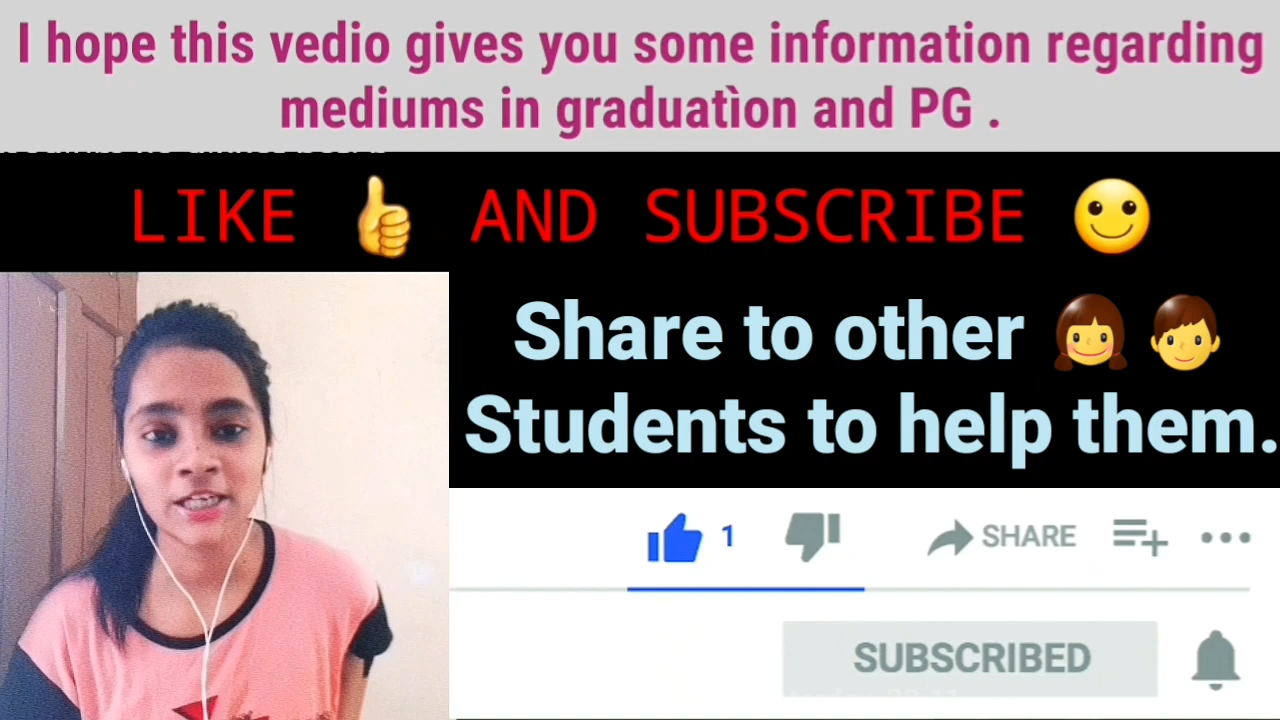 I hope this vedio gives you some information regarding
mediums in graduatìon and PG .
LIKE 👍 AND SUBSCRIBE 🙂
Share to other 👧 👦
Students to help them.
1 SHARE
SUBSCRIBED